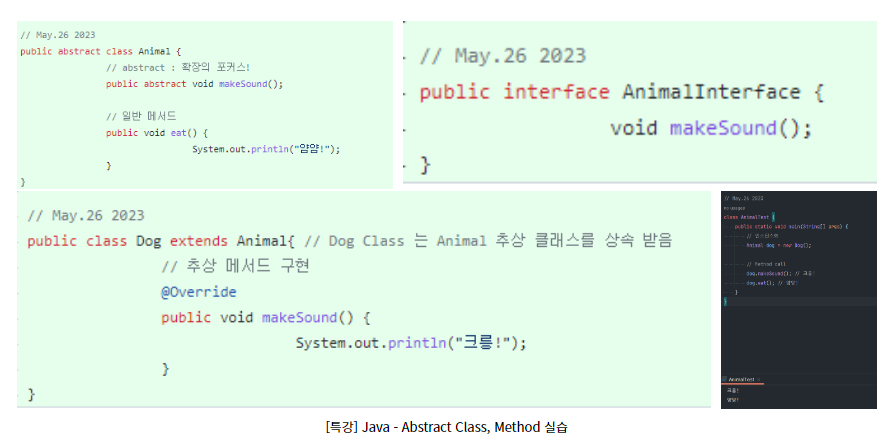 // May.26 2023
public abstract class Animal {
// abstract : 확장의 포커스!
public abstract void makeSound();
// 일반 메서드
public void eat() {
System.out.println("얌얌!");
}
}
// May.26 2023
public interface AnimalInterface {
void makeSound();
}
// May.26 2023
public class Dog extends Animal{ // Dog Class 는 Animal 추상 클래스를 상속 받음
// 추상 메서드 구현
@Override
public void makeSound() {
System.out.println("크릉!");
}
}
// May.26 2023
no usages
class AnimalTest {
public static void main(String[] args) {
//
Animal dog = new Dog();
// Method call
dog.makeSound(); // 크릉!
dog.eat(); // 얌얌!
}
}
AnimalTest
크릉!
얌얌!
[특강] Java - Abstract Class, Method 실습